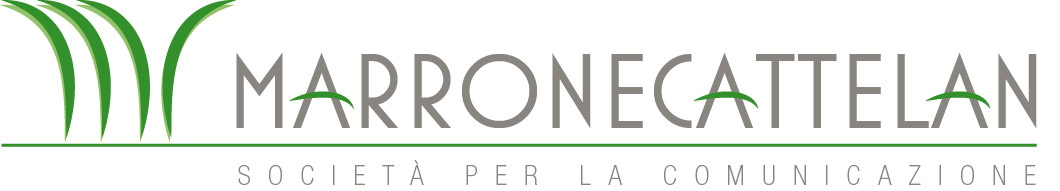 MARRONECATTELAN
SOCIETÀ PER LA COMUNICAZIONE